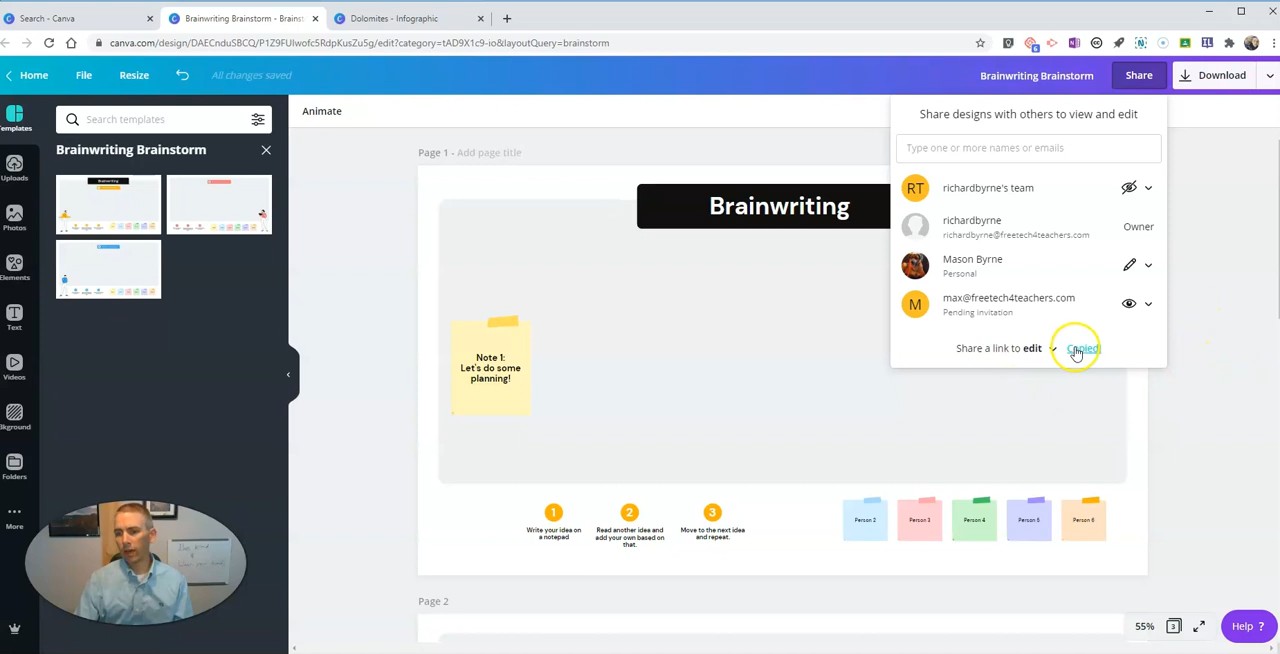 Search - Canva
Brainwriting Brainstorm - Brainst
Dolomites - Infographic
canva.com/design/DAECnduSBCQ/P1Z9FUIwofc5RdpKusZu5g/edit?category=tAD9X1c9-io&layoutQuery=brainstorm
Home
File
Resize
All changes saved
Brainwriting Brainstorm
Share
Download
Templates
Uploads
Photos
Elements
Text
Videos
Bkground
Folders
More
Search templates
Brainwriting Brainstorm
Animate
Page 1 - Add page title
Brainwriting
Note 1:
Let's do some
planning!
1
Write your idea on
a notepad
2
Read another idea and
add your own based on
that.
3
Move to the next idea
and repeat.
Person 2
Person 3
Person 4
Person 5
Person 6
Page 2
Share designs with others to view and edit
Type one or more names or emails
RT
richardbyrne's team
richardbyrne
richardbyrne@freetech4teachers.com
Owner
Mason Byrne
Personal
M
max@freetech4teachers.com
Pending invitation
Share a link to edit
Copied!
55%
3
Help ?